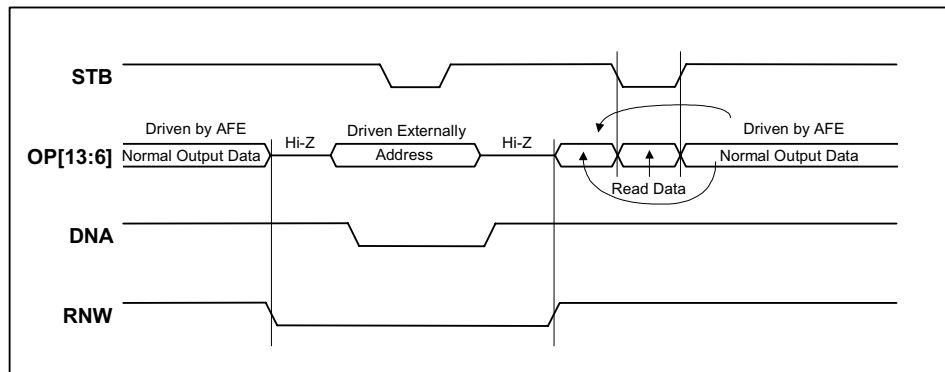 STB
Driven by AFE
Hi-Z
Driven Externally
Hi-Z
Driven by AFE
OP[13:6]
Normal Output Data
Address
Normal Output Data
Read Data
DNA
RNW